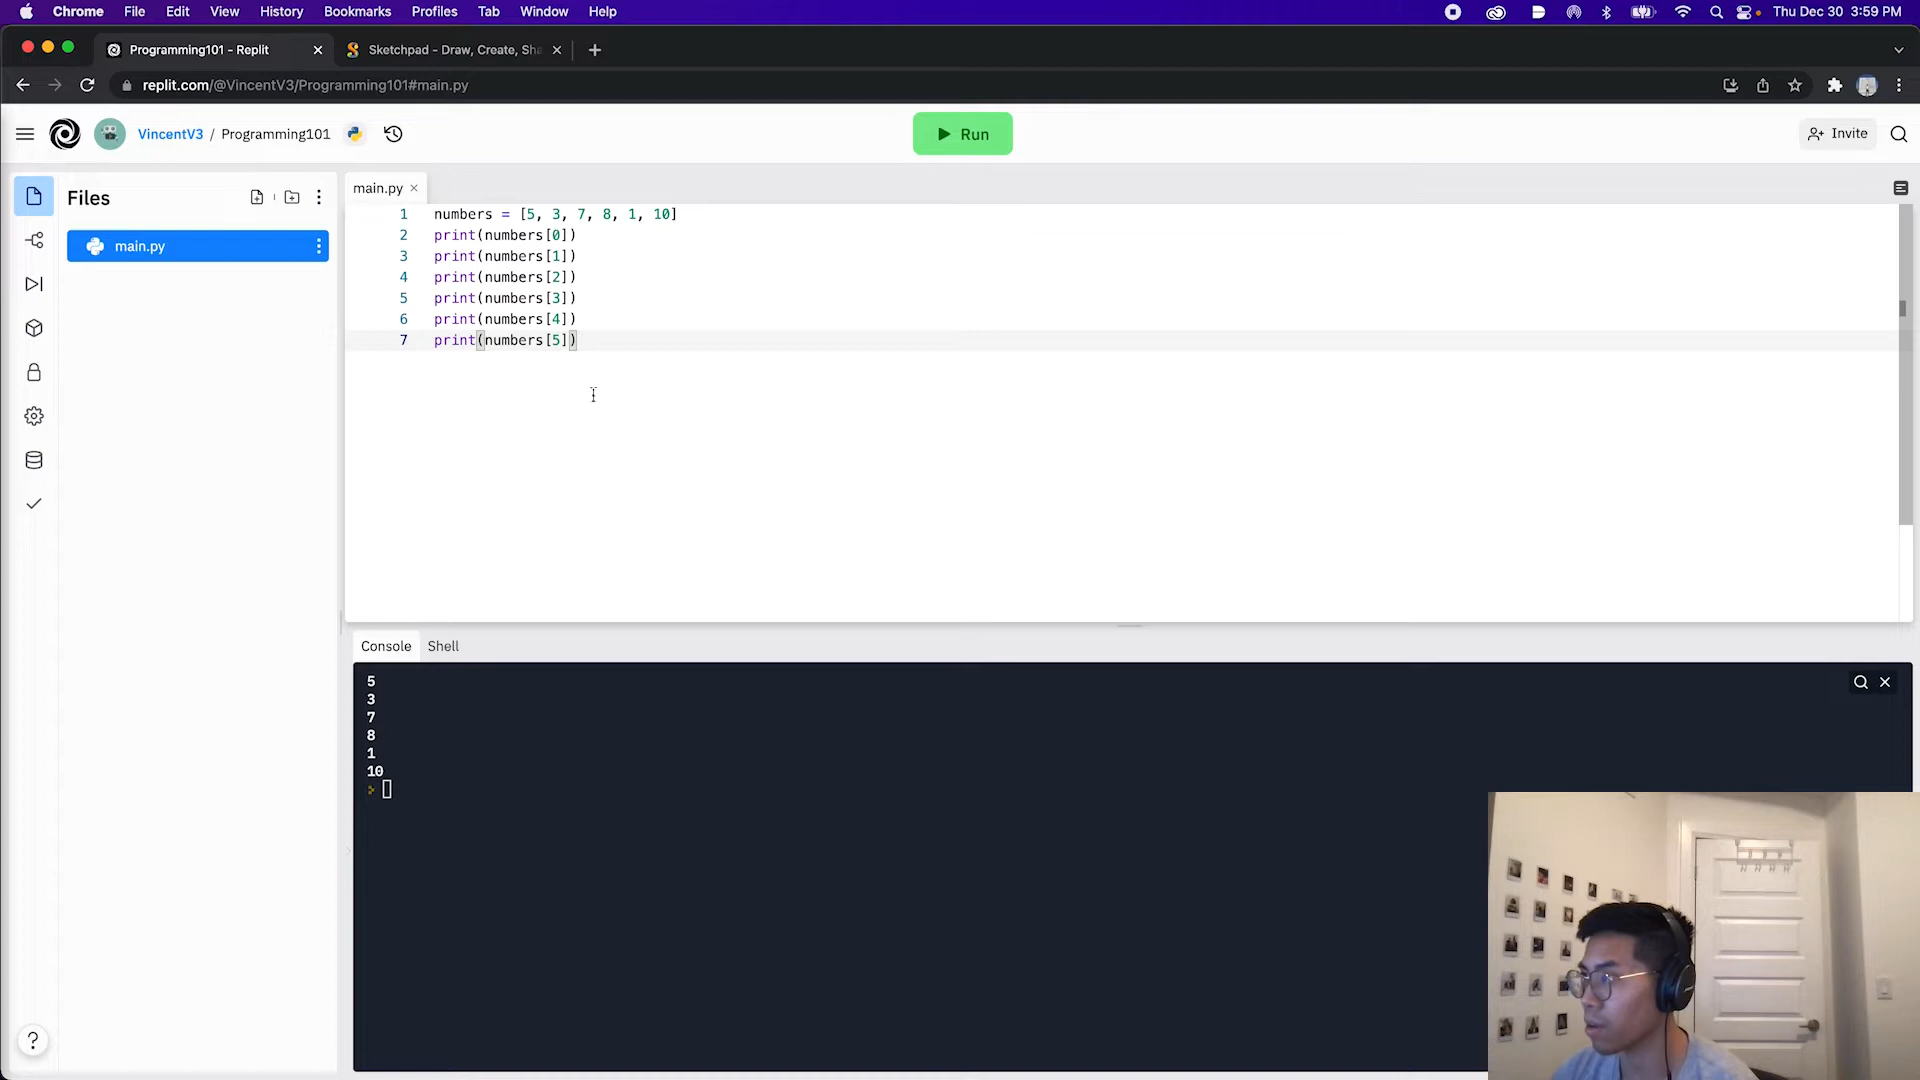 Chrome File Edit View History Bookmarks Profiles Tab Window Help Thu Dec 30 3:59 PM
Programming101 - Replit Sketchpad - Draw, Create, Sha
replit.com/@VincentV3/Programming101#main.py
VincentV3 / Programming101 Run Invite
Files
main.py
main.py
1 numbers = [5, 3, 7, 8, 1, 10]
2 print(numbers[0])
3 print(numbers[1])
4 print(numbers[2])
5 print(numbers[3])
6 print(numbers[4])
7 print(numbers[5])
Console Shell
5
3
7
8
1
10
?